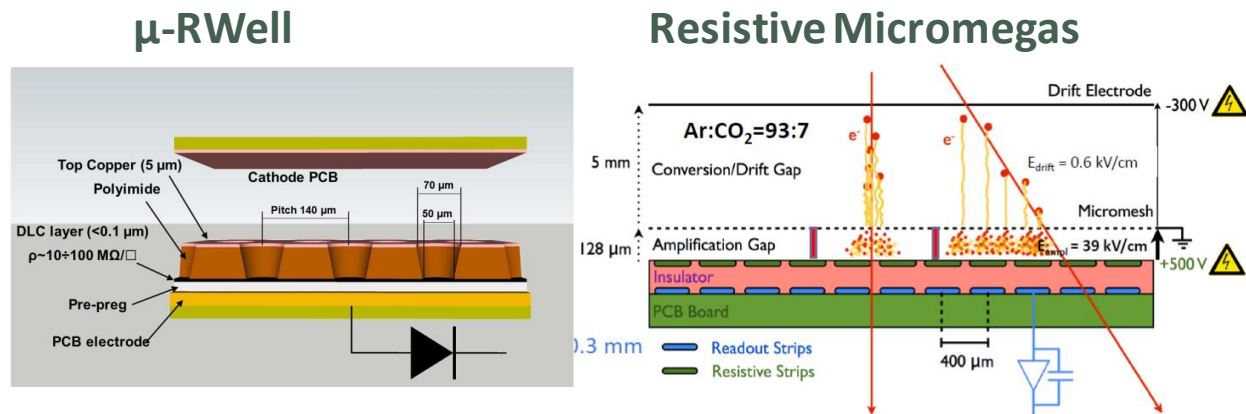 μ-RWell
Resistive Micromegas
Top Copper (5 μm)
Polyimide
DLC layer (<0.1 μm)
ρ~10÷100 MΩ/□
Pre-preg
PCB electrode
Cathode PCB
70 μm
Pitch 140 μm
50 μm
Drift Electrode
-300 V
Ar:CO₂=93:7
e⁻
e⁻
5 mm
Conversion/Drift Gap
E_drift = 0.6 kV/cm
Micromesh
128 μm
Amplification Gap
= 39 kV/cm
+500 V
Insulator
PCB Board
0.3 mm
Readout Strips
400 μm
Resistive Strips